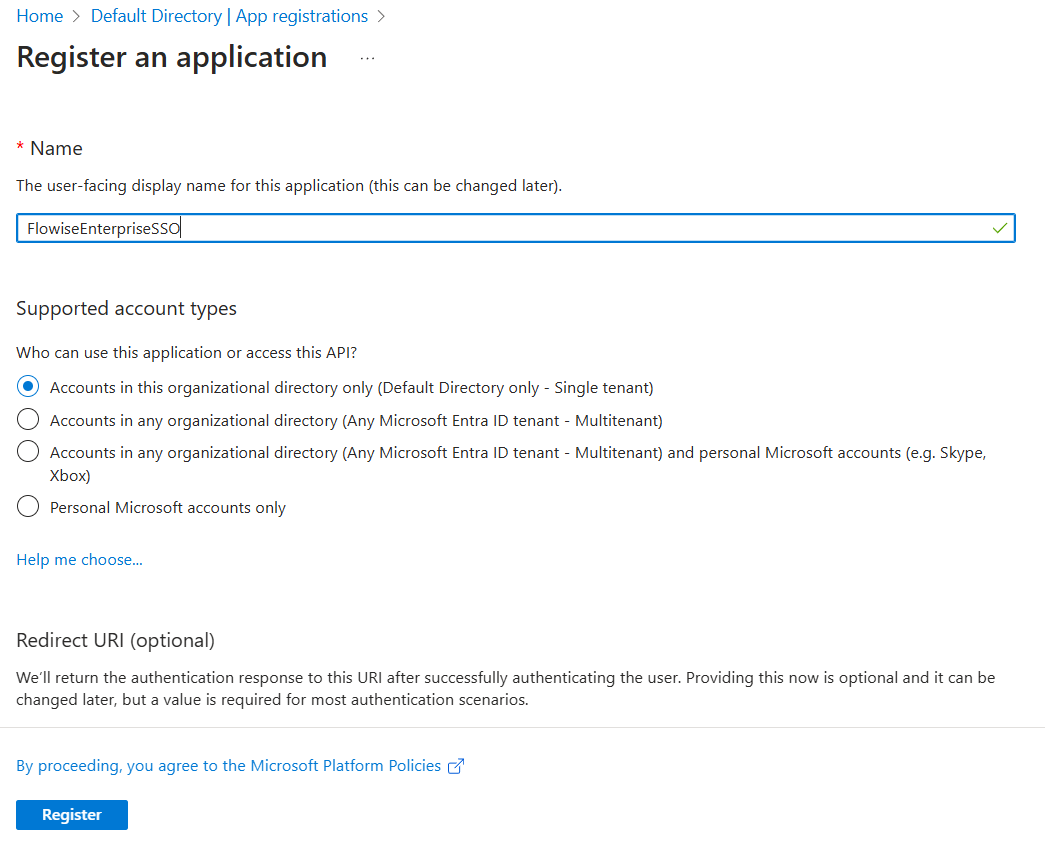 Home > Default Directory | App registrations >
Register an application ...
* Name
The user-facing display name for this application (this can be changed later).
FlowiseEnterpriseSSO
Supported account types
Who can use this application or access this API?
Accounts in this organizational directory only (Default Directory only - Single tenant)
Accounts in any organizational directory (Any Microsoft Entra ID tenant - Multitenant)
Accounts in any organizational directory (Any Microsoft Entra ID tenant - Multitenant) and personal Microsoft accounts (e.g. Skype,
Xbox)
Personal Microsoft accounts only
Help me choose...
Redirect URI (optional)
We'll return the authentication response to this URI after successfully authenticating the user. Providing this now is optional and it can be
changed later, but a value is required for most authentication scenarios.
By proceeding, you agree to the Microsoft Platform Policies
Register